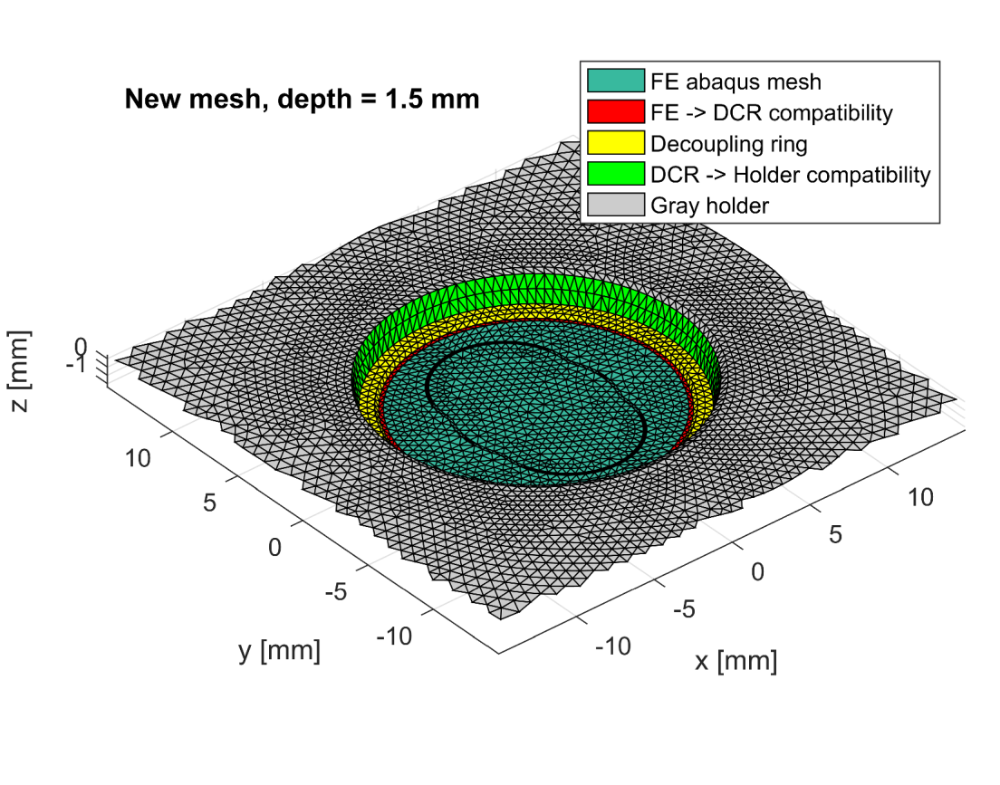 New mesh, depth = 1.5 mm
FE abaqus mesh
FE -> DCR compatibility
Decoupling ring
DCR -> Holder compatibility
Gray holder
0
-1
z [mm]
10
5
0
-5
-10
y [mm]
10
5
0
-5
-10
x [mm]